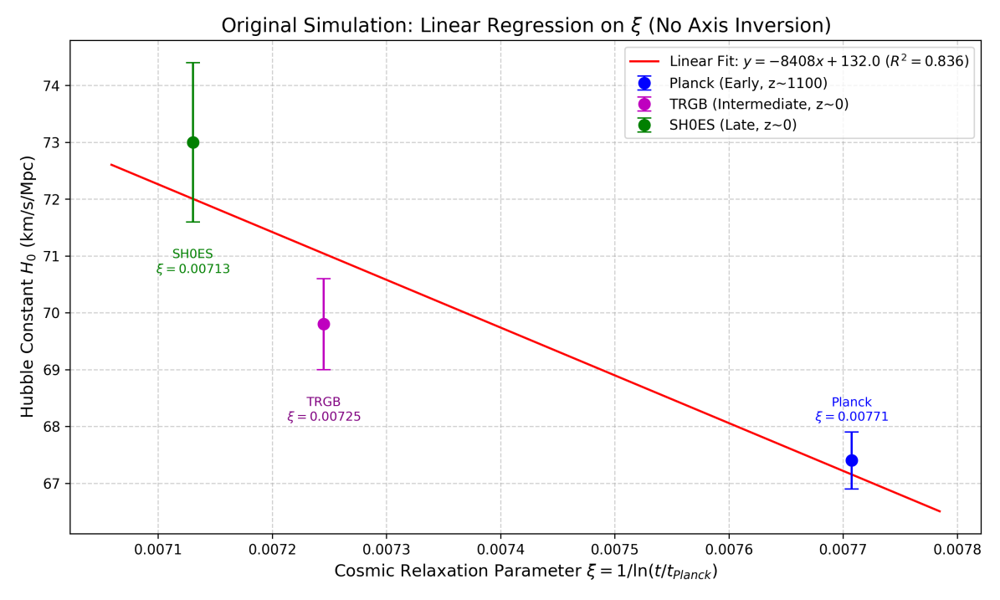 Original Simulation: Linear Regression on ξ (No Axis Inversion)
Linear Fit: y = −8408x + 132.0 (R² = 0.836)
Planck (Early, z~1100)
TRGB (Intermediate, z~0)
SH0ES (Late, z~0)
Hubble Constant H₀ (km/s/Mpc)
74
73
72
71
70
69
68
67
SH0ES
ξ = 0.00713
TRGB
ξ = 0.00725
Planck
ξ = 0.00771
0.0071 0.0072 0.0073 0.0074 0.0075 0.0076 0.0077 0.0078
Cosmic Relaxation Parameter ξ = 1/ln(t/t_Planck)